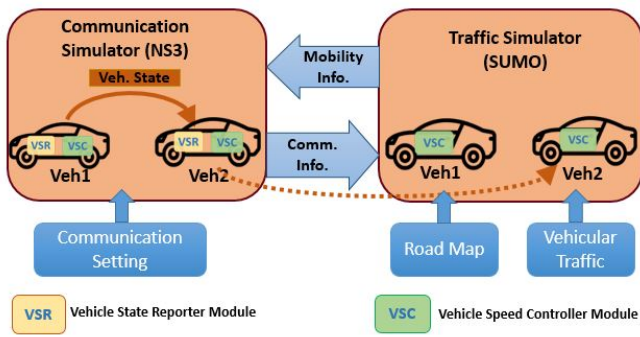 Communication
Simulator (NS3)
Veh. State
VSR
VSC
Veh1
VSR
VSC
Veh2
Mobility
Info.
Comm.
Info.
Traffic Simulator
(SUMO)
VSC
Veh1
VSC
Veh2
Communication
Setting
Road Map
Vehicular
Traffic
VSR
Vehicle State Reporter Module
VSC
Vehicle Speed Controller Module